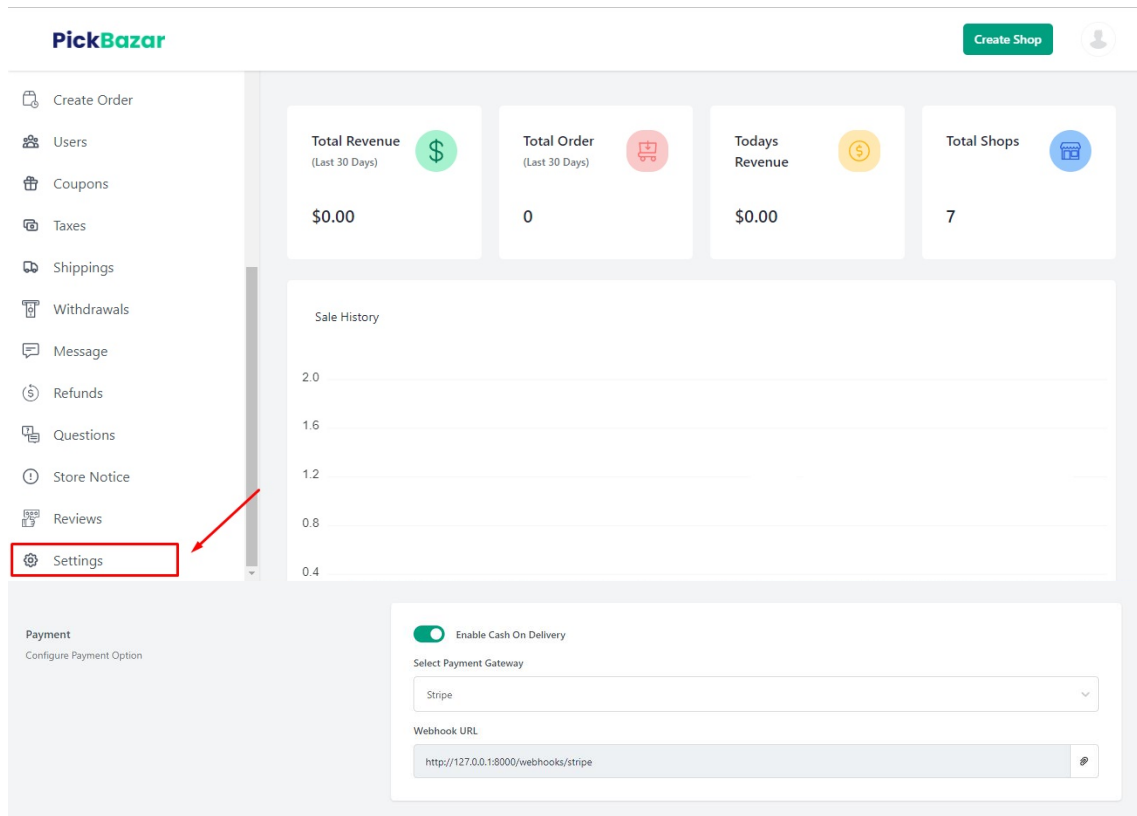 PickBazar
Create Shop
Create Order
Users
Coupons
Taxes
Shippings
Withdrawals
Message
Refunds
Questions
Store Notice
Reviews
Settings
Total Revenue
(Last 30 Days)
$0.00
Total Order
(Last 30 Days)
0
Todays
Revenue
$0.00
Total Shops
7
Sale History
2.0
1.6
1.2
0.8
0.4
Payment
Configure Payment Option
Enable Cash On Delivery
Select Payment Gateway
Stripe
Webhook URL
http://127.0.0.1:8000/webhooks/stripe